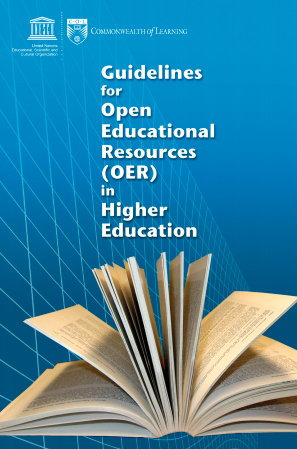 United Nations
Educational, Scientific and
Cultural Organization
COL
COMMONWEALTH of LEARNING
Guidelines
for
Open
Educational
Resources
(OER)
in
Higher
Education